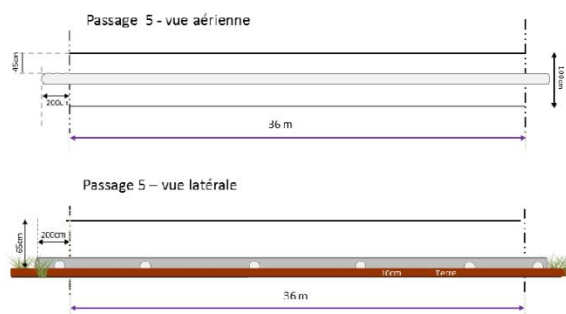 Passage 5 - vue aérienne
45cm
100cm
200cm
36 m
Passage 5 – vue latérale
200cm
65cm
10cm Terre
36 m